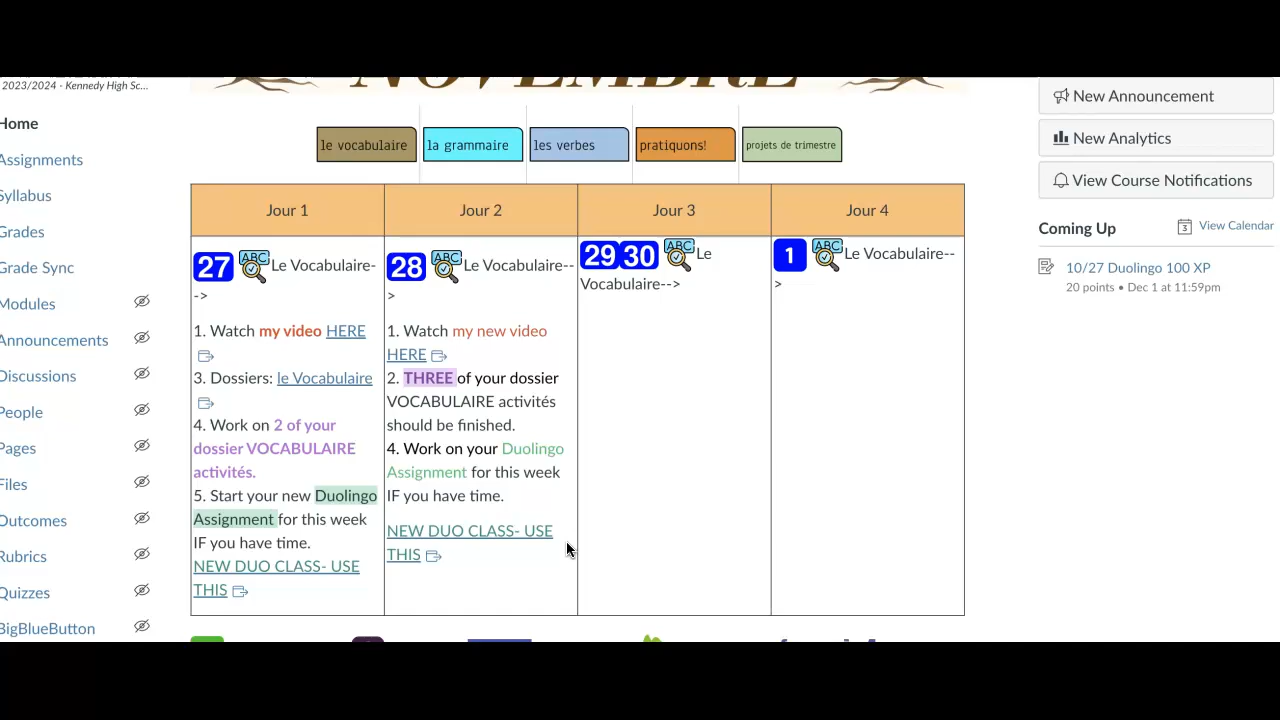 NOVEMBRE
2023/2024 - Kennedy High Sc...
Home
Assignments
Syllabus
Grades
Grade Sync
Modules
Announcements
Discussions
People
Pages
Files
Outcomes
Rubrics
Quizzes
BigBlueButton
le vocabulaire
la grammaire
les verbes
pratiquons!
projets de trimestre
Jour 1
Jour 2
Jour 3
Jour 4
27 ABC Le Vocabulaire-
->
1. Watch my video HERE
3. Dossiers: le Vocabulaire
4. Work on 2 of your
dossier VOCABULAIRE
activités.
5. Start your new Duolingo
Assignment for this week
IF you have time.
NEW DUO CLASS- USE
THIS
28 ABC Le Vocabulaire--
>
1. Watch my new video
HERE
2. THREE of your dossier
VOCABULAIRE activités
should be finished.
4. Work on your Duolingo
Assignment for this week
IF you have time.
NEW DUO CLASS- USE
THIS
29 30 ABC Le
Vocabulaire-->
1 ABC Le Vocabulaire--
>
New Announcement
New Analytics
View Course Notifications
Coming Up
3 View Calendar
10/27 Duolingo 100 XP
20 points • Dec 1 at 11:59pm